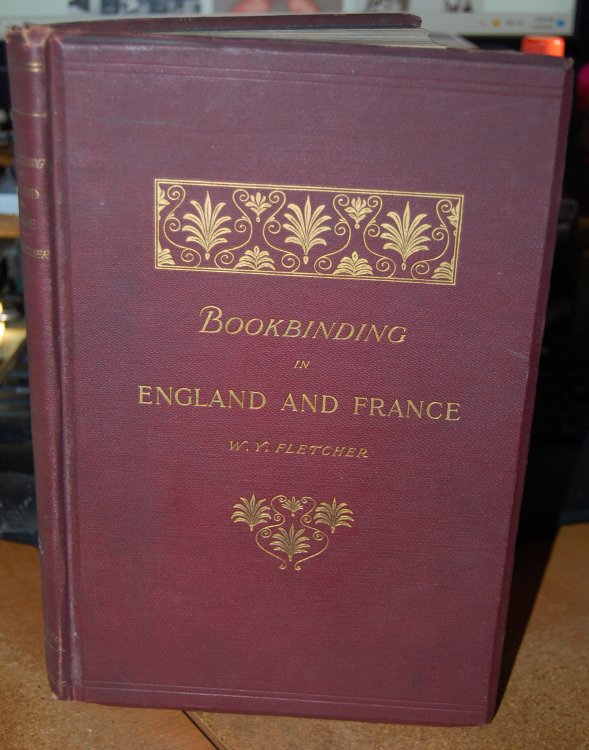 BOOKBINDING
IN
ENGLAND AND FRANCE
W. Y. FLETCHER